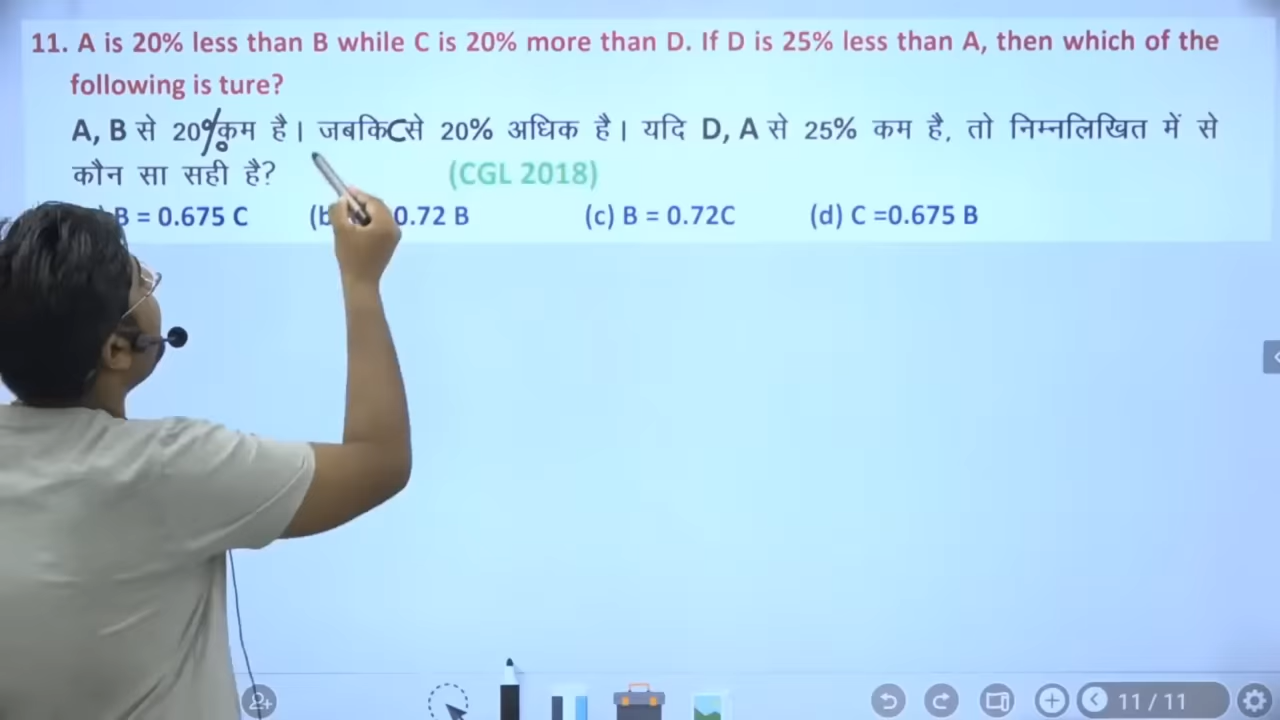 11. A is 20% less than B while C is 20% more than D. If D is 25% less than A, then which of the
following is ture?
A, B से 20% कम है। जबकि C से 20% अधिक है। यदि D, A से 25% कम है, तो निम्नलिखित में से
कौन सा सही है? (CGL 2018)
B = 0.675 C (b 0.72 B (c) B = 0.72C (d) C =0.675 B
11 / 11